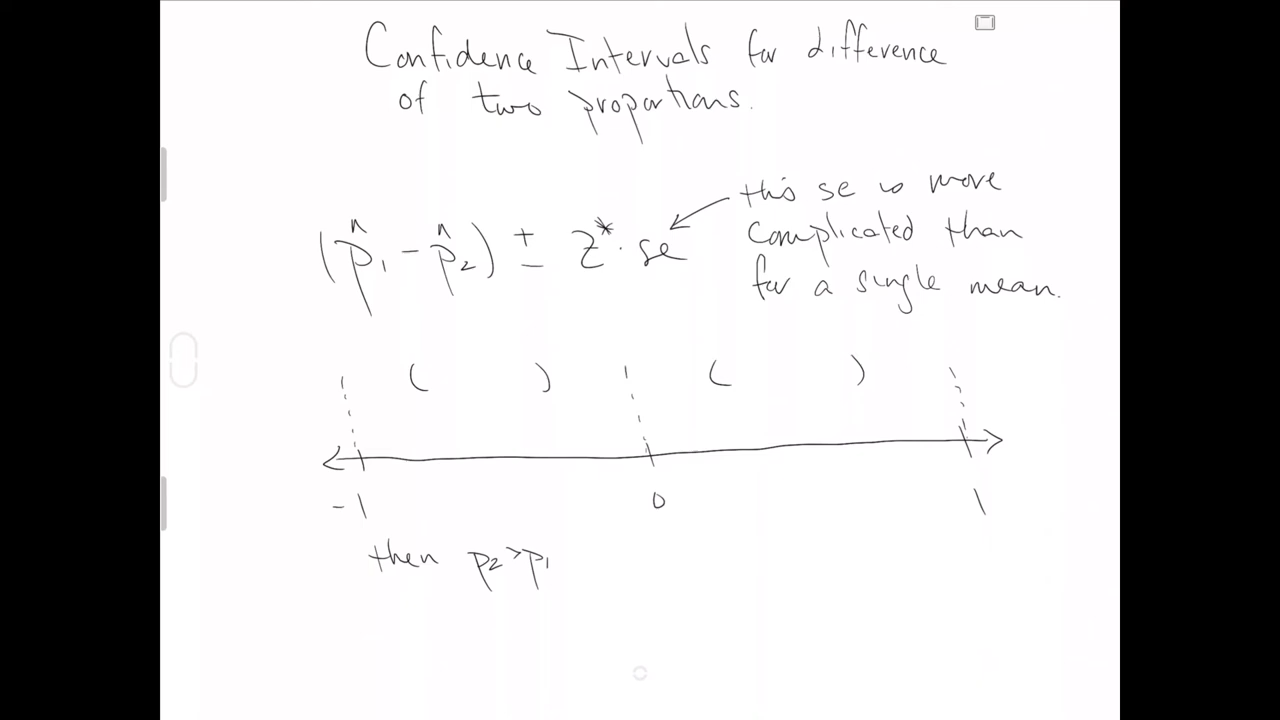 Confidence Intervals for difference
of two proportions.
this se is more
complicated than
for a single mean.
(p̂₁ - p̂₂) ± z* · se
( ) ( )
-1 0 1
then p₂ > p₁